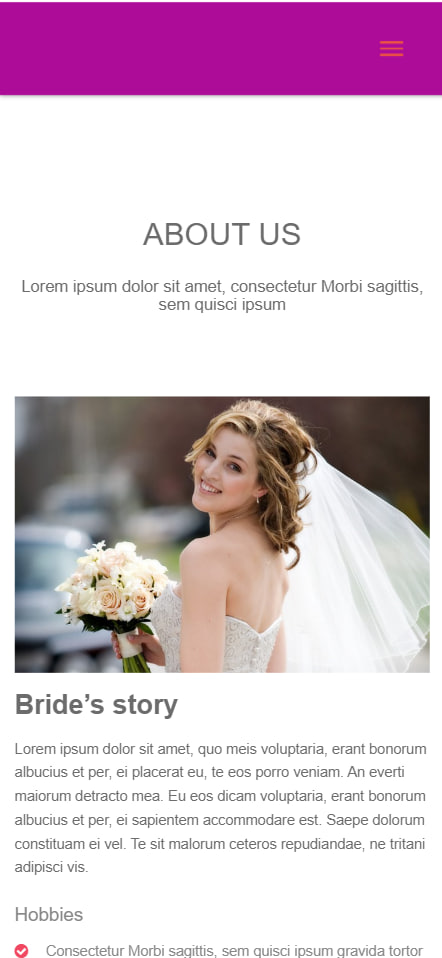 ABOUT US
Lorem ipsum dolor sit amet, consectetur Morbi sagittis,
sem quisci ipsum
Bride’s story
Lorem ipsum dolor sit amet, quo meis voluptaria, erant bonorum
albucius et per, ei placerat eu, te eos porro veniam. An everti
maiorum detracto mea. Eu eos dicam voluptaria, erant bonorum
albucius et per, ei sapientem accommodare est. Saepe dolorum
constituam ei vel. Te sit malorum ceteros repudiandae, ne tritani
adipisci vis.
Hobbies
Consectetur Morbi sagittis, sem quisci ipsum gravida tortor